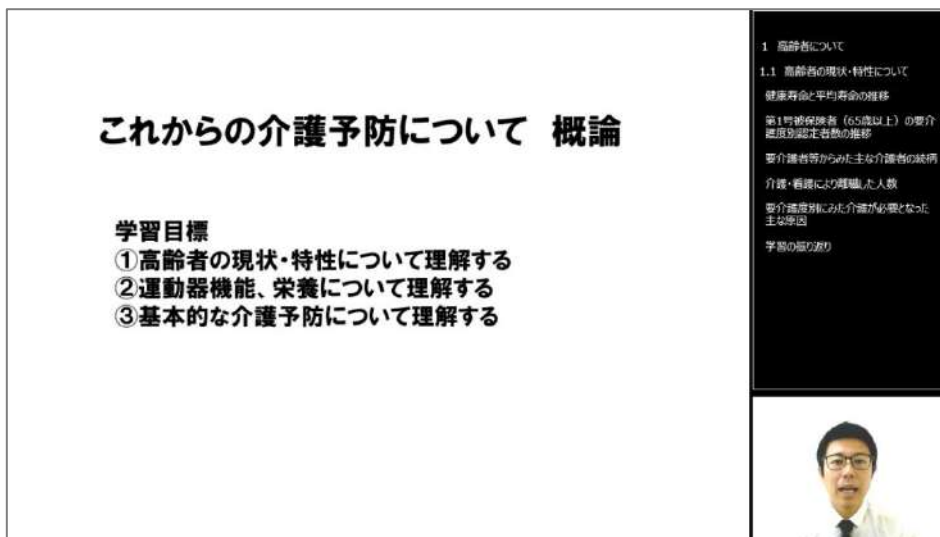 これからの介護予防について　概論
学習目標
①高齢者の現状・特性について理解する
②運動器機能、栄養について理解する
③基本的な介護予防について理解する
1　高齢者について
1.1　高齢者の現状・特性について
健康寿命と平均寿命の推移
第1号被保険者（65歳以上）の要介
護度別認定者数の推移
要介護者等からみた主な介護者の続柄
介護・看護により離職した人数
要介護度別にみた介護が必要となった
主な原因
学習の振り返り